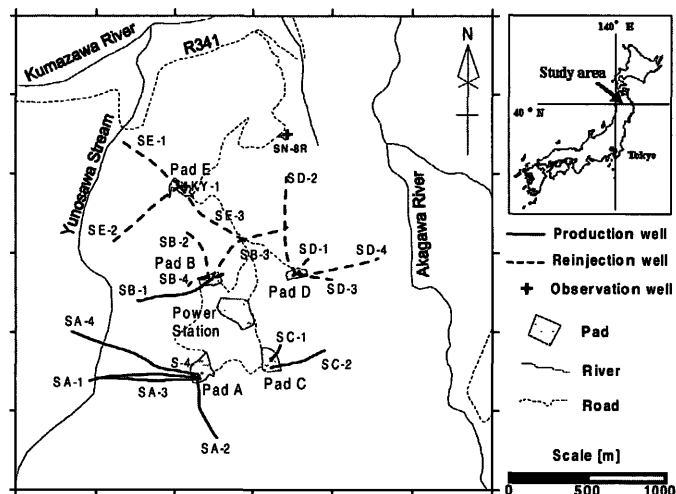 Kumazawa River
R341
N
Yunosawa Stream
SE-1
SN-8R
Pad E
KY-1
SD-2
SE-3
SE-2
SB-2
SB-3
SD-1
SD-4
Pad B
SB-4
SB-1
Pad D
SD-3
Akagawa River
Power
Station
SA-4
SC-1
S-4
SC-2
SA-1
SA-3
Pad A
Pad C
SA-2
140° E
Study area
40° N
Tokyo
Production well
Reinjection well
Observation well
Pad
River
Road
Scale [m]
0 500 1000